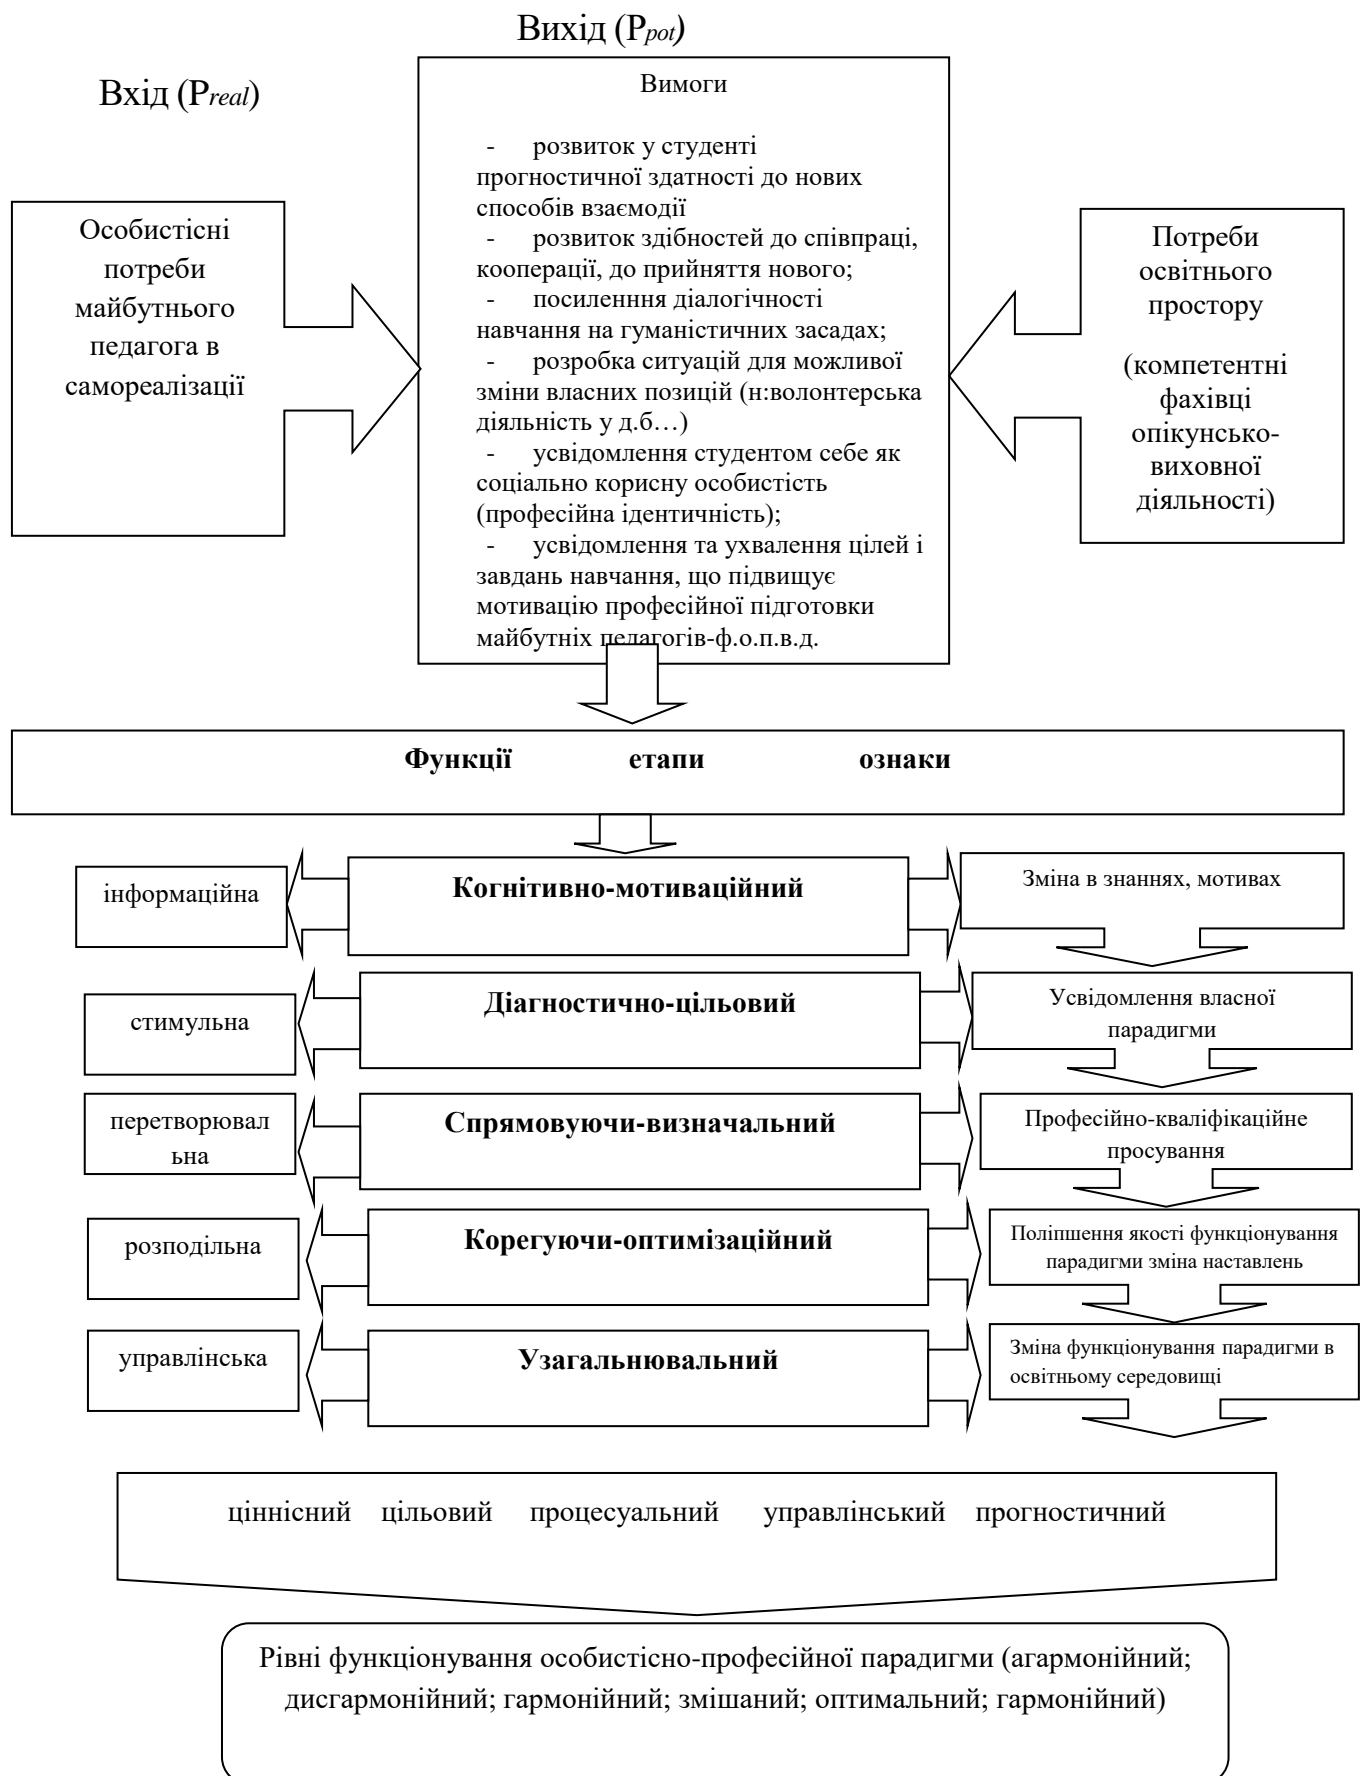 Вихід (Ppot)
Вхід (Preal)
Вимоги
- розвиток у студенті
прогностичної здатності до нових
способів взаємодії
- розвиток здібностей до співпраці,
кооперації, до прийняття нового;
- посиленння діалогічності
навчання на гуманістичних засадах;
- розробка ситуацій для можливої
зміни власних позицій (н:волонтерська
діяльність у д.б…)
- усвідомлення студентом себе як
соціально корисну особистість
(професійна ідентичність);
- усвідомлення та ухвалення цілей і
завдань навчання, що підвищує
мотивацію професійної підготовки
майбутніх педагогів-ф.о.п.в.д.
Особистісні
потреби
майбутнього
педагога в
самореалізації
Потреби
освітнього
простору
(компетентні
фахівці
опікунсько-
виховної
діяльності)
Функції етапи ознаки
інформаційна
Когнітивно-мотиваційний
Зміна в знаннях, мотивах
стимульна
Діагностично-цільовий
Усвідомлення власної
парадигми
перетворювал
ьна
Спрямовуючи-визначальний
Професійно-кваліфікаційне
просування
розподільна
Корегуючи-оптимізаційний
Поліпшення якості функціонування
парадигми зміна наставлень
управлінська
Узагальнювальний
Зміна функціонування парадигми в
освітньому середовищі
ціннісний цільовий процесуальний управлінський прогностичний
Рівні функціонування особистісно-професійної парадигми (агармонійний;
дисгармонійний; гармонійний; змішаний; оптимальний; гармонійний)